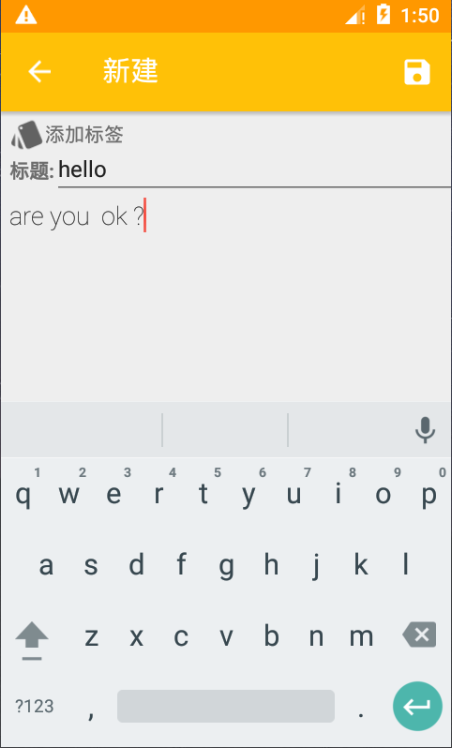 1:50
新建
添加标签
标题: hello
are you  ok ?
1 2 3 4 5 6 7 8 9 0
q w e r t y u i o p
a s d f g h j k l
z x c v b n m
?123 , .